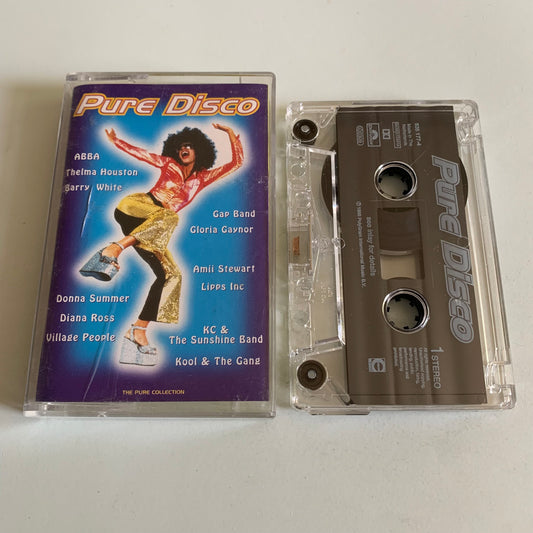 Pure Disco
ABBA
Thelma Houston
Barry White
Gap Band
Gloria Gaynor
Amii Stewart
Lipps Inc
Donna Summer
Diana Ross
Village People
KC &
The Sunshine Band
Kool & The Gang
THE PURE COLLECTION
Pure Disco
see inlay for details
1 STEREO